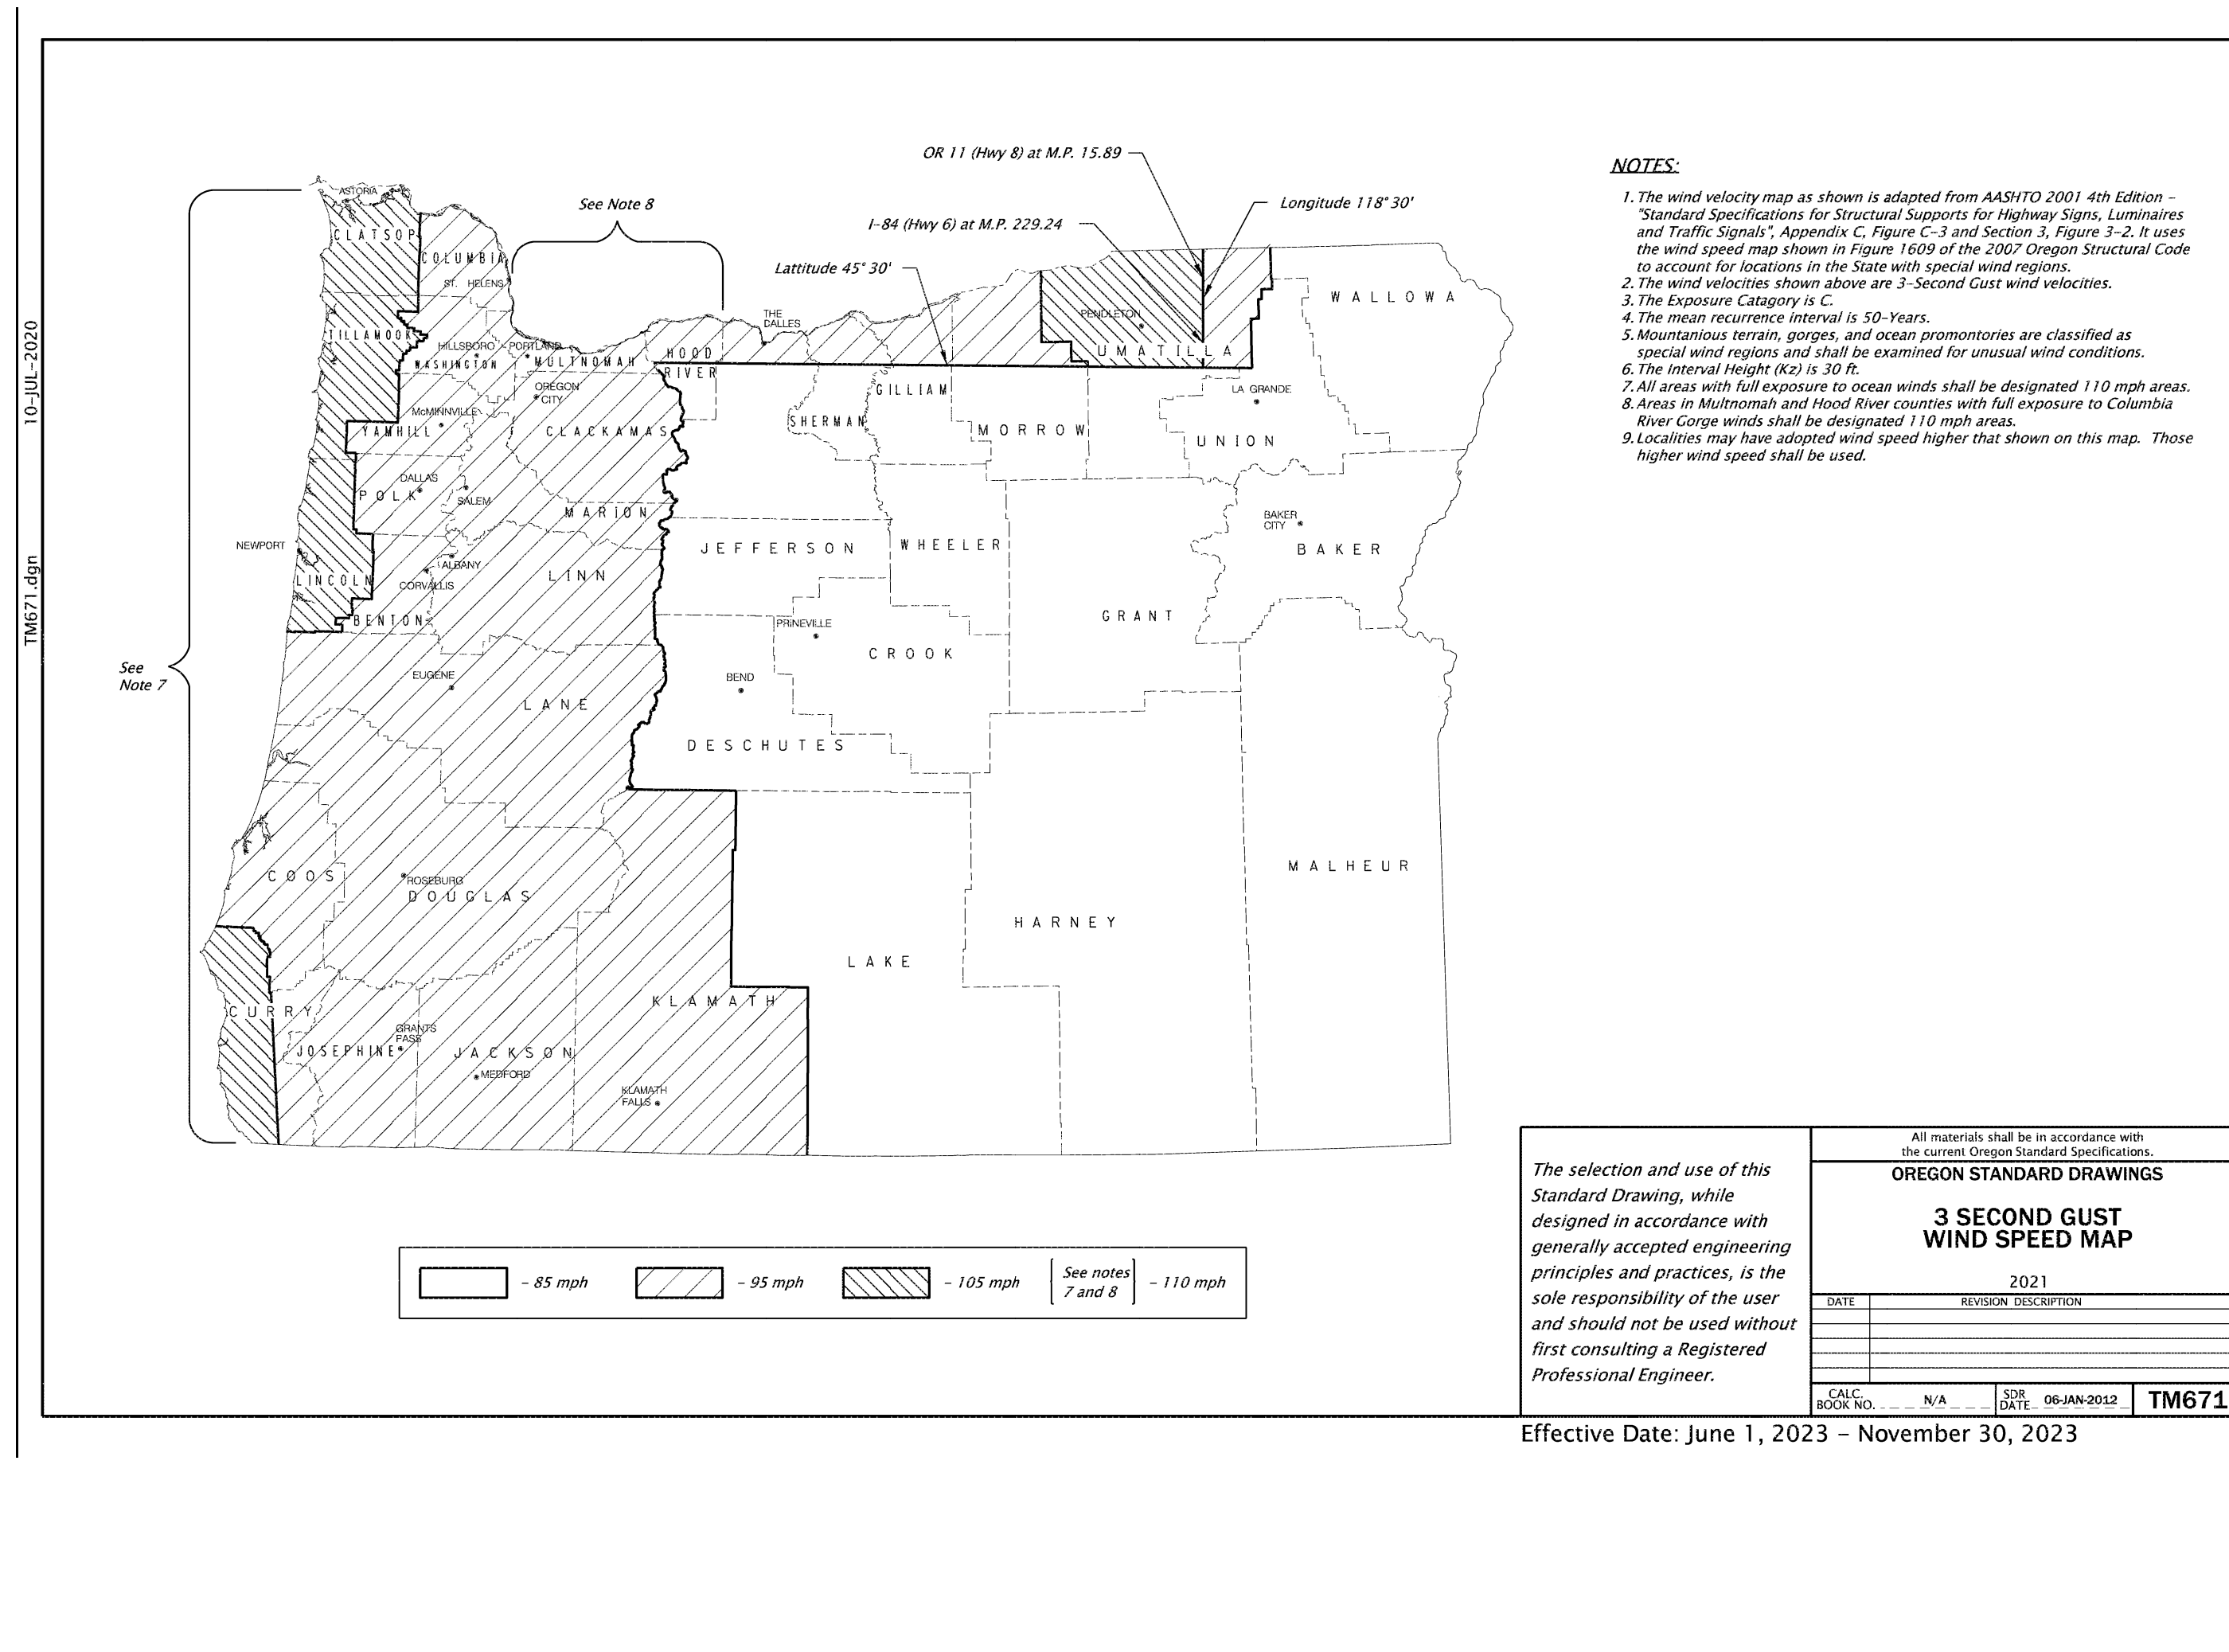 10-JUL-2020
TM671.dgn
OR 11 (Hwy 8) at M.P. 15.89
Longitude 118°30'
I-84 (Hwy 6) at M.P. 229.24
Lattitude 45°30'
See Note 8
See
Note 7
ASTORIA
CLATSOP
COLUMBIA
ST. HELENS
TILLAMOOK
HILLSBORO
PORTLAND
WASHINGTON
MULTNOMAH
HOOD
RIVER
THE
DALLES
PENDLETON
UMATILLA
WALLOWA
OREGON
CITY
McMINNVILLE
YAMHILL
CLACKAMAS
SHERMAN
GILLIAM
MORROW
LA GRANDE
UNION
DALLAS
POLK
SALEM
MARION
NEWPORT
LINCOLN
ALBANY
CORVALLIS
BENTON
LINN
JEFFERSON
WHEELER
BAKER
CITY
BAKER
GRANT
PRINEVILLE
CROOK
EUGENE
LANE
BEND
DESCHUTES
COOS
ROSEBURG
DOUGLAS
MALHEUR
HARNEY
LAKE
KLAMATH
CURRY
GRANTS
PASS
JOSEPHINE
JACKSON
MEDFORD
KLAMATH
FALLS
- 85 mph
- 95 mph
- 105 mph
See notes
7 and 8
- 110 mph
NOTES:
1. The wind velocity map as shown is adapted from AASHTO 2001 4th Edition -
"Standard Specifications for Structural Supports for Highway Signs, Luminaires
and Traffic Signals", Appendix C, Figure C-3 and Section 3, Figure 3-2. It uses
the wind speed map shown in Figure 1609 of the 2007 Oregon Structural Code
to account for locations in the State with special wind regions.
2. The wind velocities shown above are 3-Second Gust wind velocities.
3. The Exposure Catagory is C.
4. The mean recurrence interval is 50-Years.
5. Mountanious terrain, gorges, and ocean promontories are classified as
special wind regions and shall be examined for unusual wind conditions.
6. The Interval Height (Kz) is 30 ft.
7. All areas with full exposure to ocean winds shall be designated 110 mph areas.
8. Areas in Multnomah and Hood River counties with full exposure to Columbia
River Gorge winds shall be designated 110 mph areas.
9. Localities may have adopted wind speed higher that shown on this map. Those
higher wind speed shall be used.
The selection and use of this
Standard Drawing, while
designed in accordance with
generally accepted engineering
principles and practices, is the
sole responsibility of the user
and should not be used without
first consulting a Registered
Professional Engineer.
All materials shall be in accordance with
the current Oregon Standard Specifications.
OREGON STANDARD DRAWINGS
3 SECOND GUST
WIND SPEED MAP
2021
DATE
REVISION DESCRIPTION
CALC.
BOOK NO.
N/A
SDR
DATE
06-JAN-2012
TM671
Effective Date: June 1, 2023 - November 30, 2023